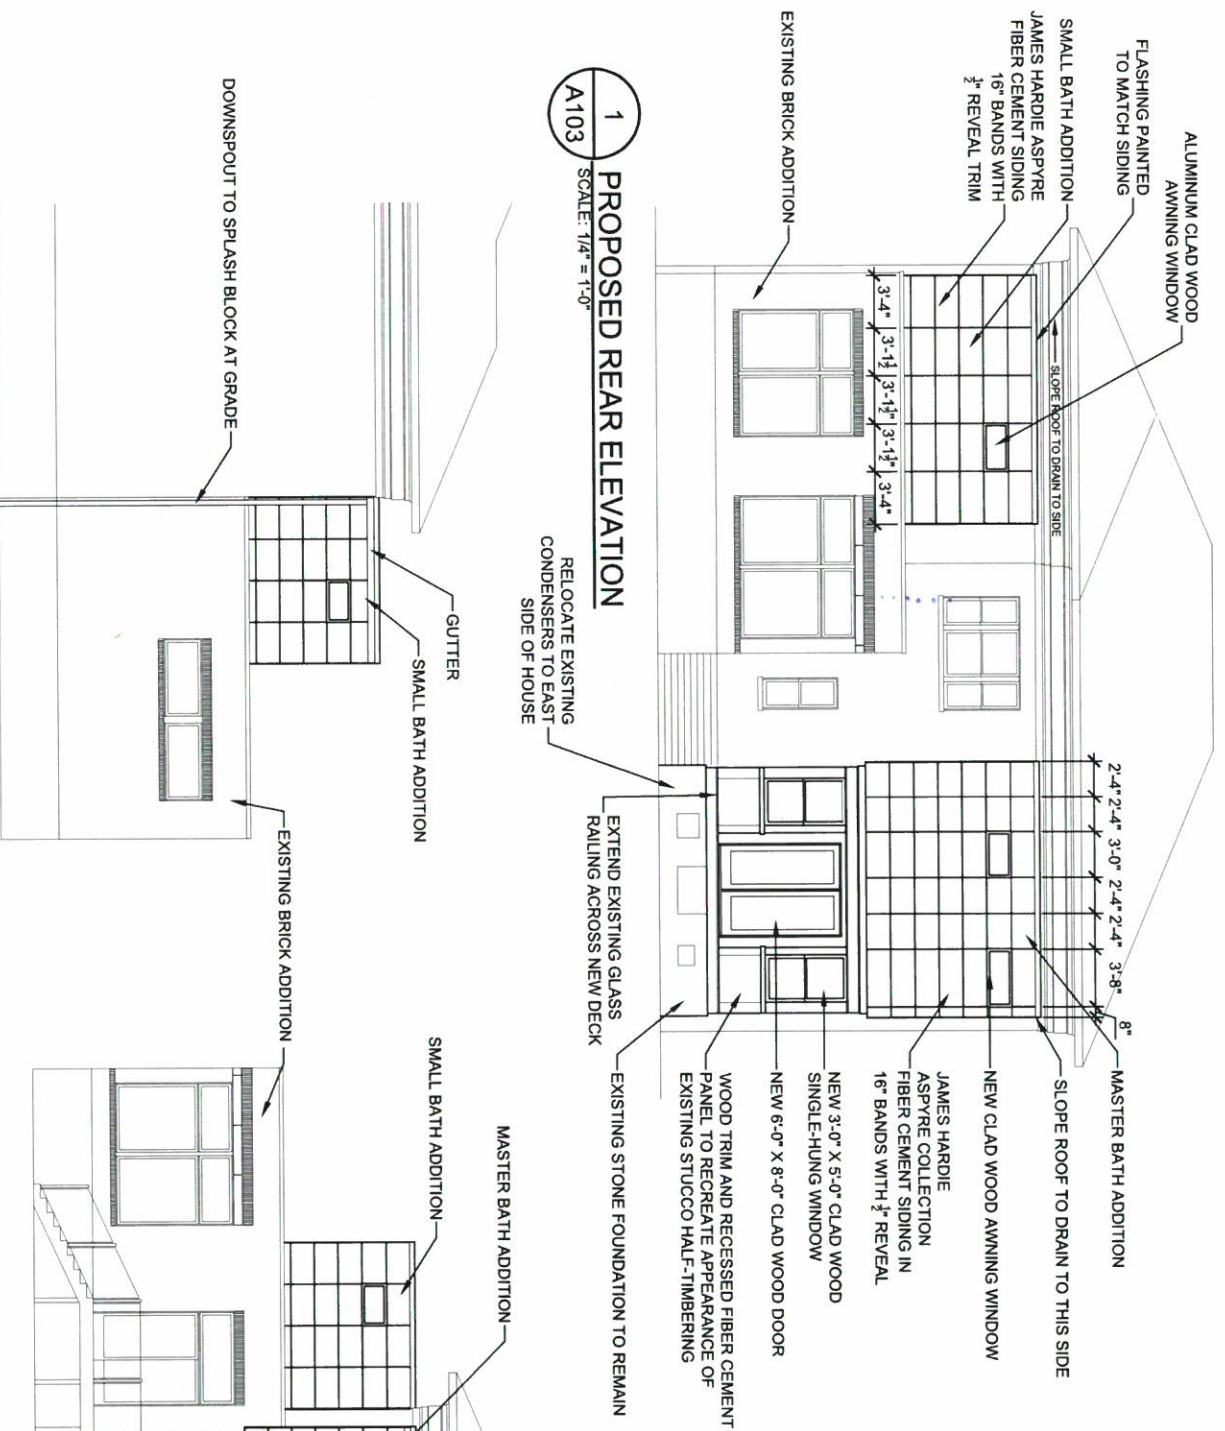 ALUMINUM CLAD WOOD
AWNING WINDOW
FLASHING PAINTED
TO MATCH SIDING
SMALL BATH ADDITION
JAMES HARDIE ASPYRE
FIBER CEMENT SIDING
16" BANDS WITH
½" REVEAL TRIM
EXISTING BRICK ADDITION
SLOPE ROOF TO DRAIN TO SIDE
3'-4" 3'-1½" 3'-1½" 3'-1½" 3'-4"
2'-4" 2'-4" 3'-0" 2'-4" 2'-4" 3'-8" 8"
MASTER BATH ADDITION
SLOPE ROOF TO DRAIN TO THIS SIDE
NEW CLAD WOOD AWNING WINDOW
JAMES HARDIE
ASPYRE COLLECTION
FIBER CEMENT SIDING IN
16" BANDS WITH ½" REVEAL
NEW 3'-0" X 5'-0" CLAD WOOD
SINGLE-HUNG WINDOW
NEW 6'-0" X 8'-0" CLAD WOOD DOOR
WOOD TRIM AND RECESSED FIBER CEMENT
PANEL TO RECREATE APPEARANCE OF
EXISTING STUCCO HALF-TIMBERING
EXISTING STONE FOUNDATION TO REMAIN
EXTEND EXISTING GLASS
RAILING ACROSS NEW DECK
RELOCATE EXISTING
CONDENSERS TO EAST
SIDE OF HOUSE
1
A103
PROPOSED REAR ELEVATION
SCALE: 1/4" = 1'-0"
DOWNSPOUT TO SPLASH BLOCK AT GRADE
GUTTER
SMALL BATH ADDITION
EXISTING BRICK ADDITION
SMALL BATH ADDITION
MASTER BATH ADDITION